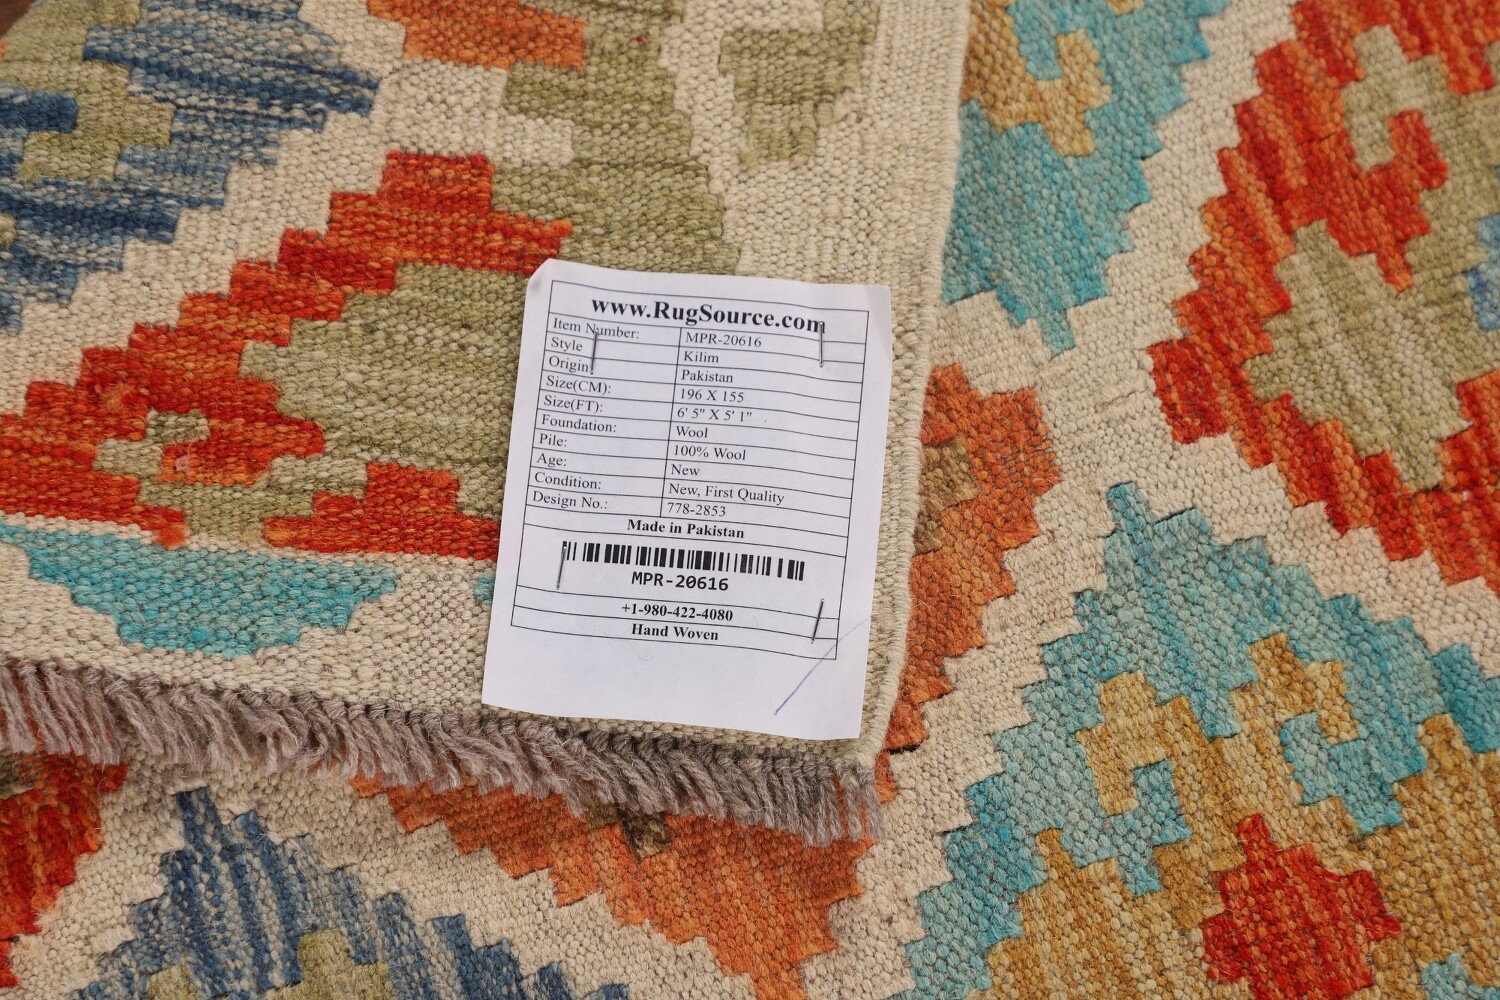 www.RugSource.com
Item Number: MPR-20616
Style Kilim
Origin: Pakistan
Size(CM): 196 X 155
Size(FT): 6' 5" X 5' 1"
Foundation: Wool
Pile: 100% Wool
Age: New
Condition: New, First Quality
Design No.: 778-2853
Made in Pakistan
MPR-20616
+1-980-422-4080
Hand Woven